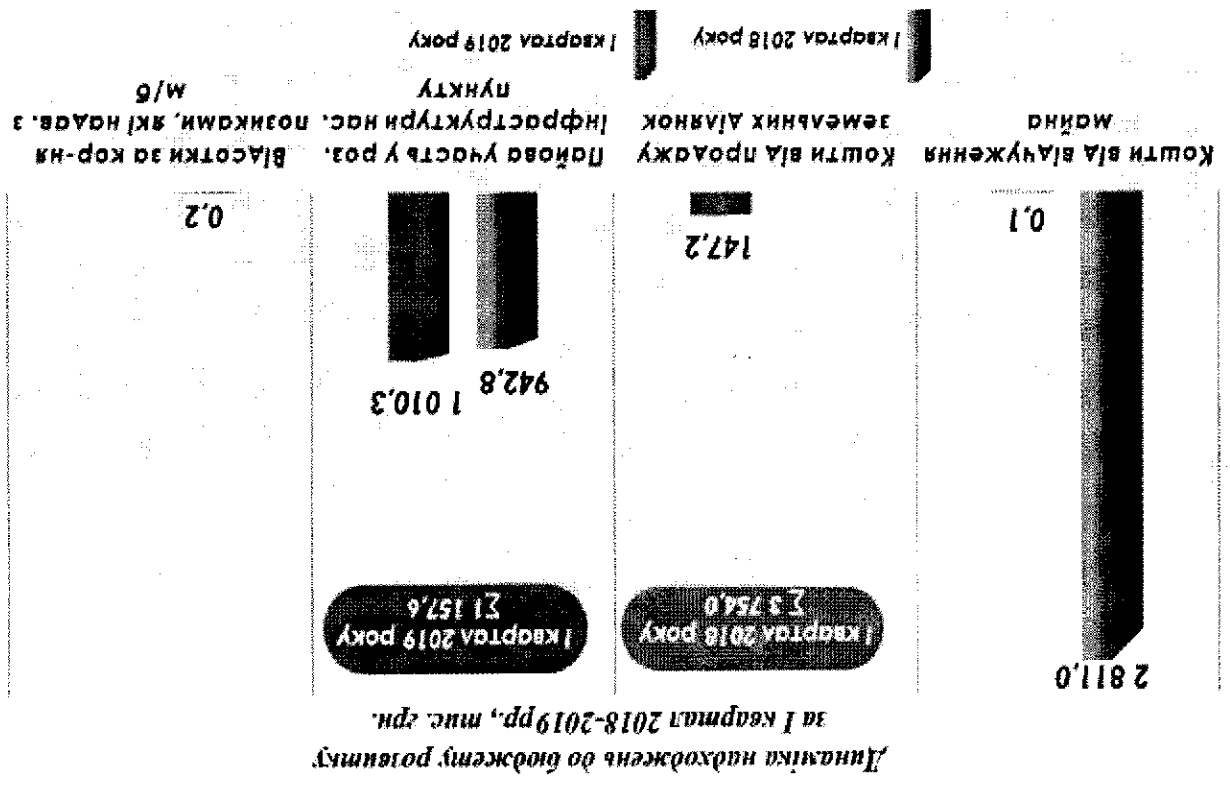 Динаміка надходжень до бюджету розвитку
за І квартал 2018-2019рр., тис. грн.
2 811,0
І квартал 2018 року
∑ 3 754,0
І квартал 2019 року
∑1 157,6
942,8
1 010,3
0,1
147,2
0,2
Кошти від відчуження
майна
Кошти від продажу
земельних ділянок
Пайова участь у роз.
інфраструктури нас.
пункту
Відсотки за кор-ня
позиками, які надав. з
м/б
І квартал 2018 року
І квартал 2019 року